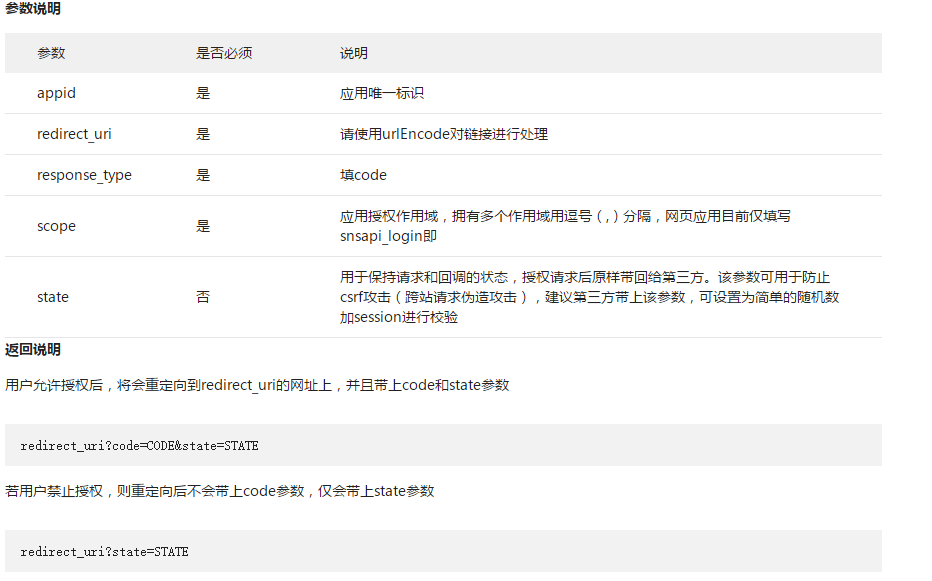 参数说明
参数 是否必须 说明
appid 是 应用唯一标识
redirect_uri 是 请使用urlEncode对链接进行处理
response_type 是 填code
scope 是 应用授权作用域，拥有多个作用域用逗号（,）分隔，网页应用目前仅填写
snsapi_login即
state 否 用于保持请求和回调的状态，授权请求后原样带回给第三方。该参数可用于防止
csrf攻击（跨站请求伪造攻击），建议第三方带上该参数，可设置为简单的随机数
加session进行校验
返回说明
用户允许授权后，将会重定向到redirect_uri的网址上，并且带上code和state参数
redirect_uri?code=CODE&state=STATE
若用户禁止授权，则重定向后不会带上code参数，仅会带上state参数
redirect_uri?state=STATE